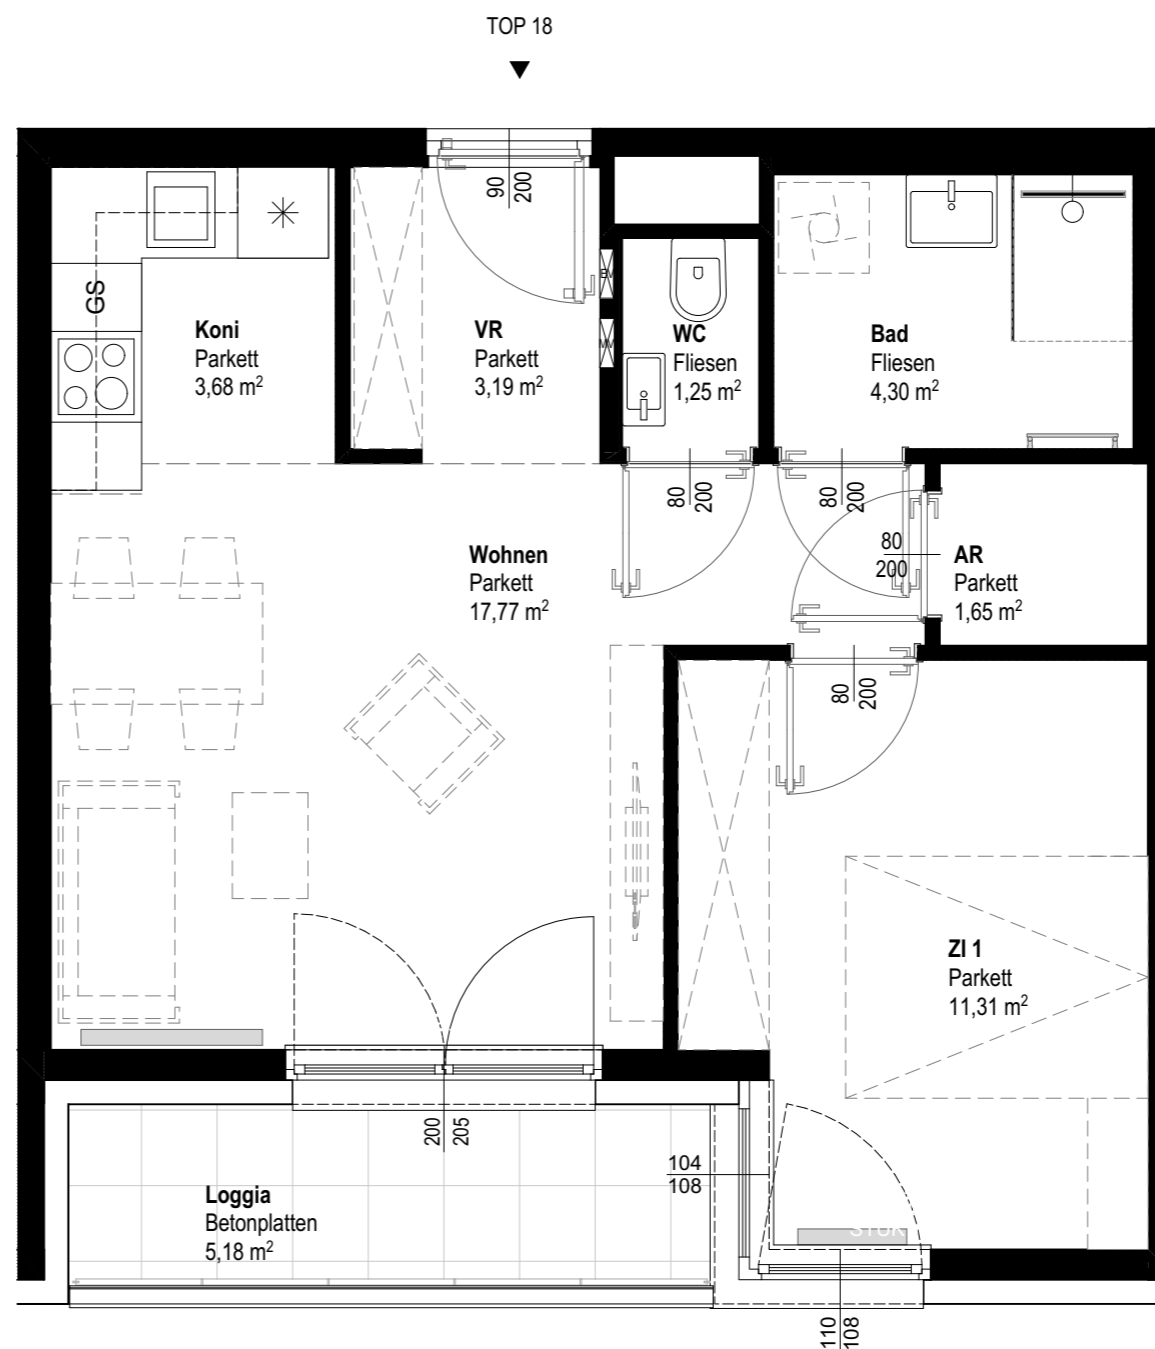 TOP 18
90
200
GS
Koni
Parkett
3,68 m²
VR
Parkett
3,19 m²
WC
Fliesen
1,25 m²
Bad
Fliesen
4,30 m²
80
200
80
200
80
200
Wohnen
Parkett
17,77 m²
AR
Parkett
1,65 m²
80
200
ZI 1
Parkett
11,31 m²
200
205
104
108
Loggia
Betonplatten
5,18 m²
STUK
110
108